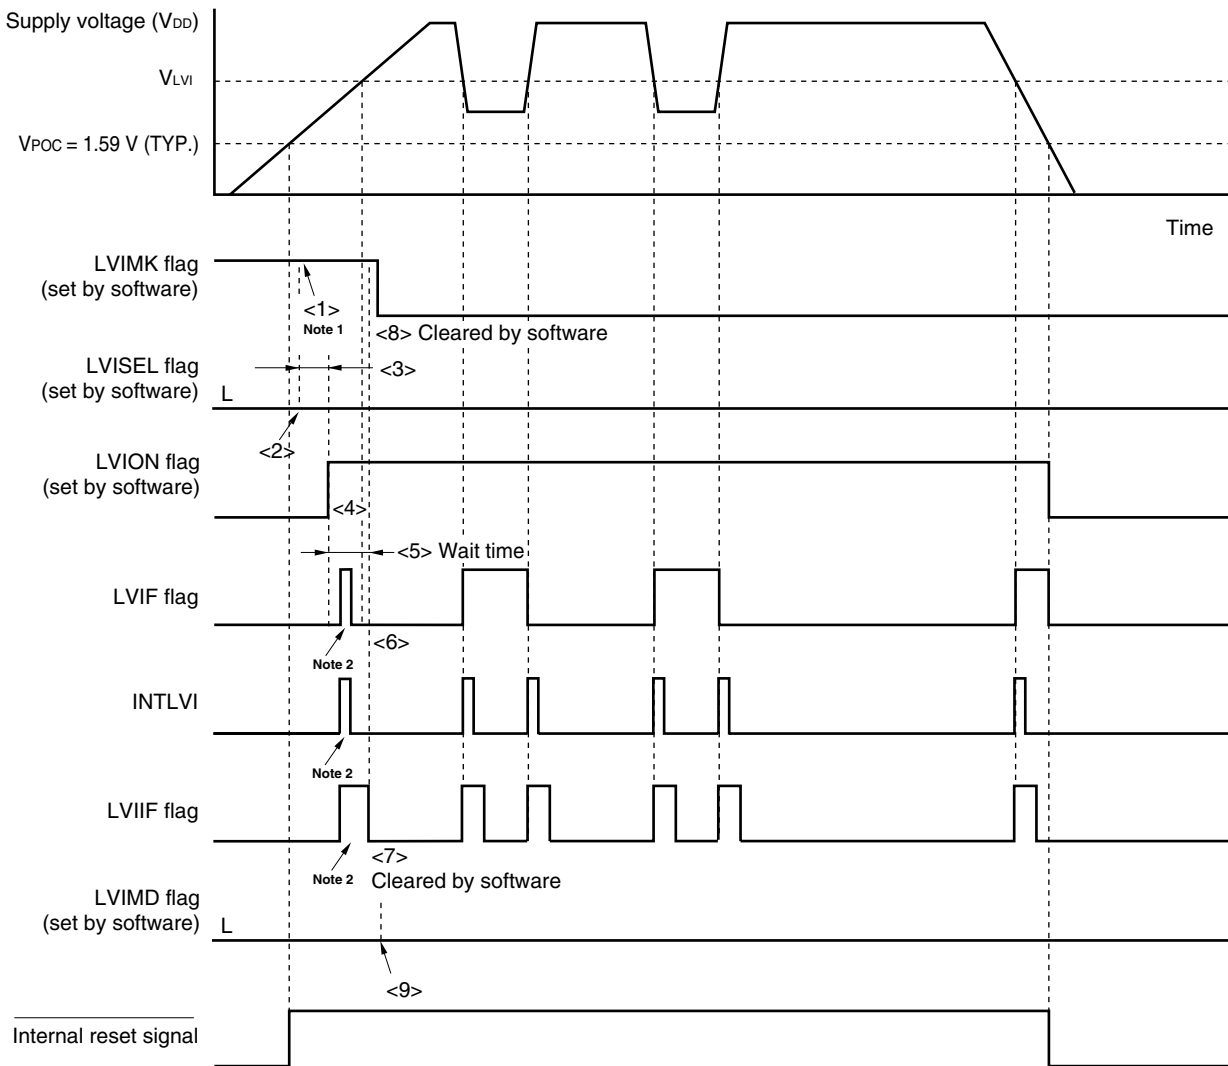 Supply voltage (VDD)
VLVI
VPOC = 1.59 V (TYP.)
Time
LVIMK flag
(set by software)
<1>
Note 1
<8> Cleared by software
LVISEL flag
(set by software)
L
<3>
<2>
LVION flag
(set by software)
<4>
<5> Wait time
LVIF flag
<6>
Note 2
INTLVI
Note 2
LVIIF flag
<7>
Note 2
Cleared by software
LVIMD flag
(set by software)
L
<9>
Internal reset signal